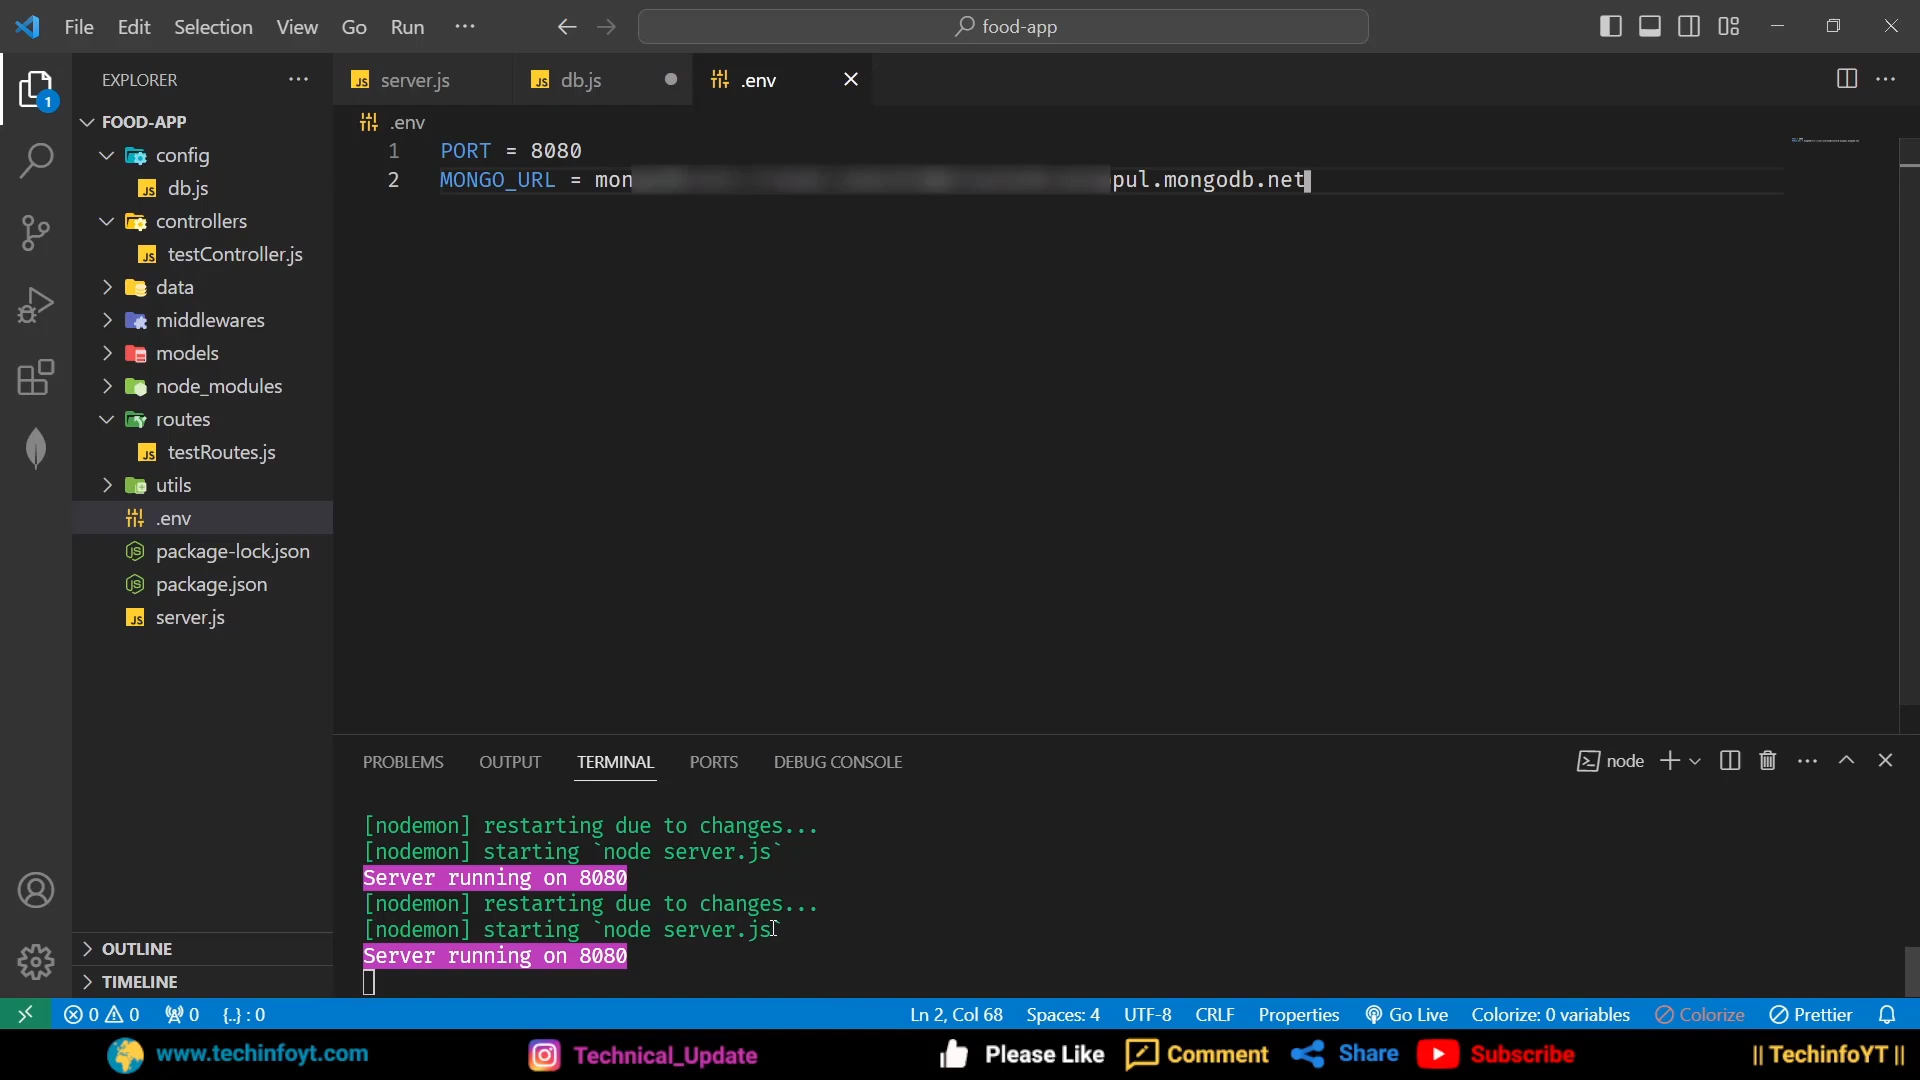 File Edit Selection View Go Run ··· food-app
EXPLORER ···
server.js db.js .env
FOOD-APP
.env
config
db.js
controllers
testController.js
data
middlewares
models
node_modules
routes
testRoutes.js
utils
.env
package-lock.json
package.json
server.js
OUTLINE
TIMELINE
1 PORT = 8080
2 MONGO_URL = mon pul.mongodb.net
PROBLEMS OUTPUT TERMINAL PORTS DEBUG CONSOLE node
[nodemon] restarting due to changes...
[nodemon] starting `node server.js`
Server running on 8080
[nodemon] restarting due to changes...
[nodemon] starting `node server.js`
Server running on 8080
1
0 0 0 {..} : 0 Ln 2, Col 68 Spaces: 4 UTF-8 CRLF Properties Go Live Colorize: 0 variables Colorize Prettier
www.techinfoyt.com Technical_Update Please Like Comment Share Subscribe || TechinfoYT ||